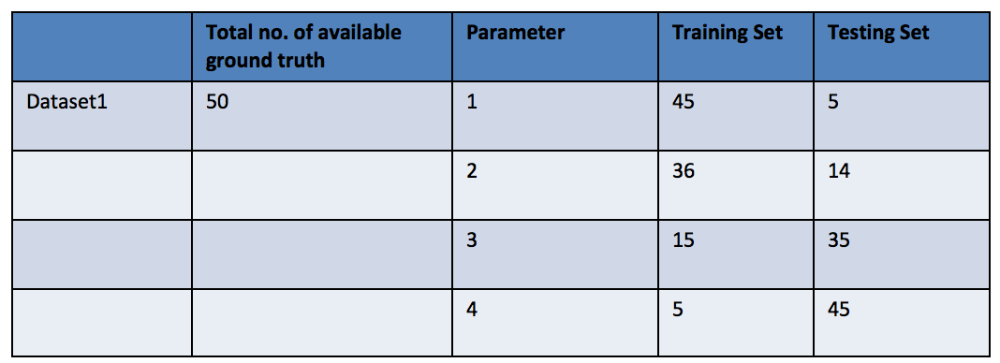 Total no. of available
ground truth
Parameter
Training Set
Testing Set
Dataset1
50
1
45
5
2
36
14
3
15
35
4
5
45